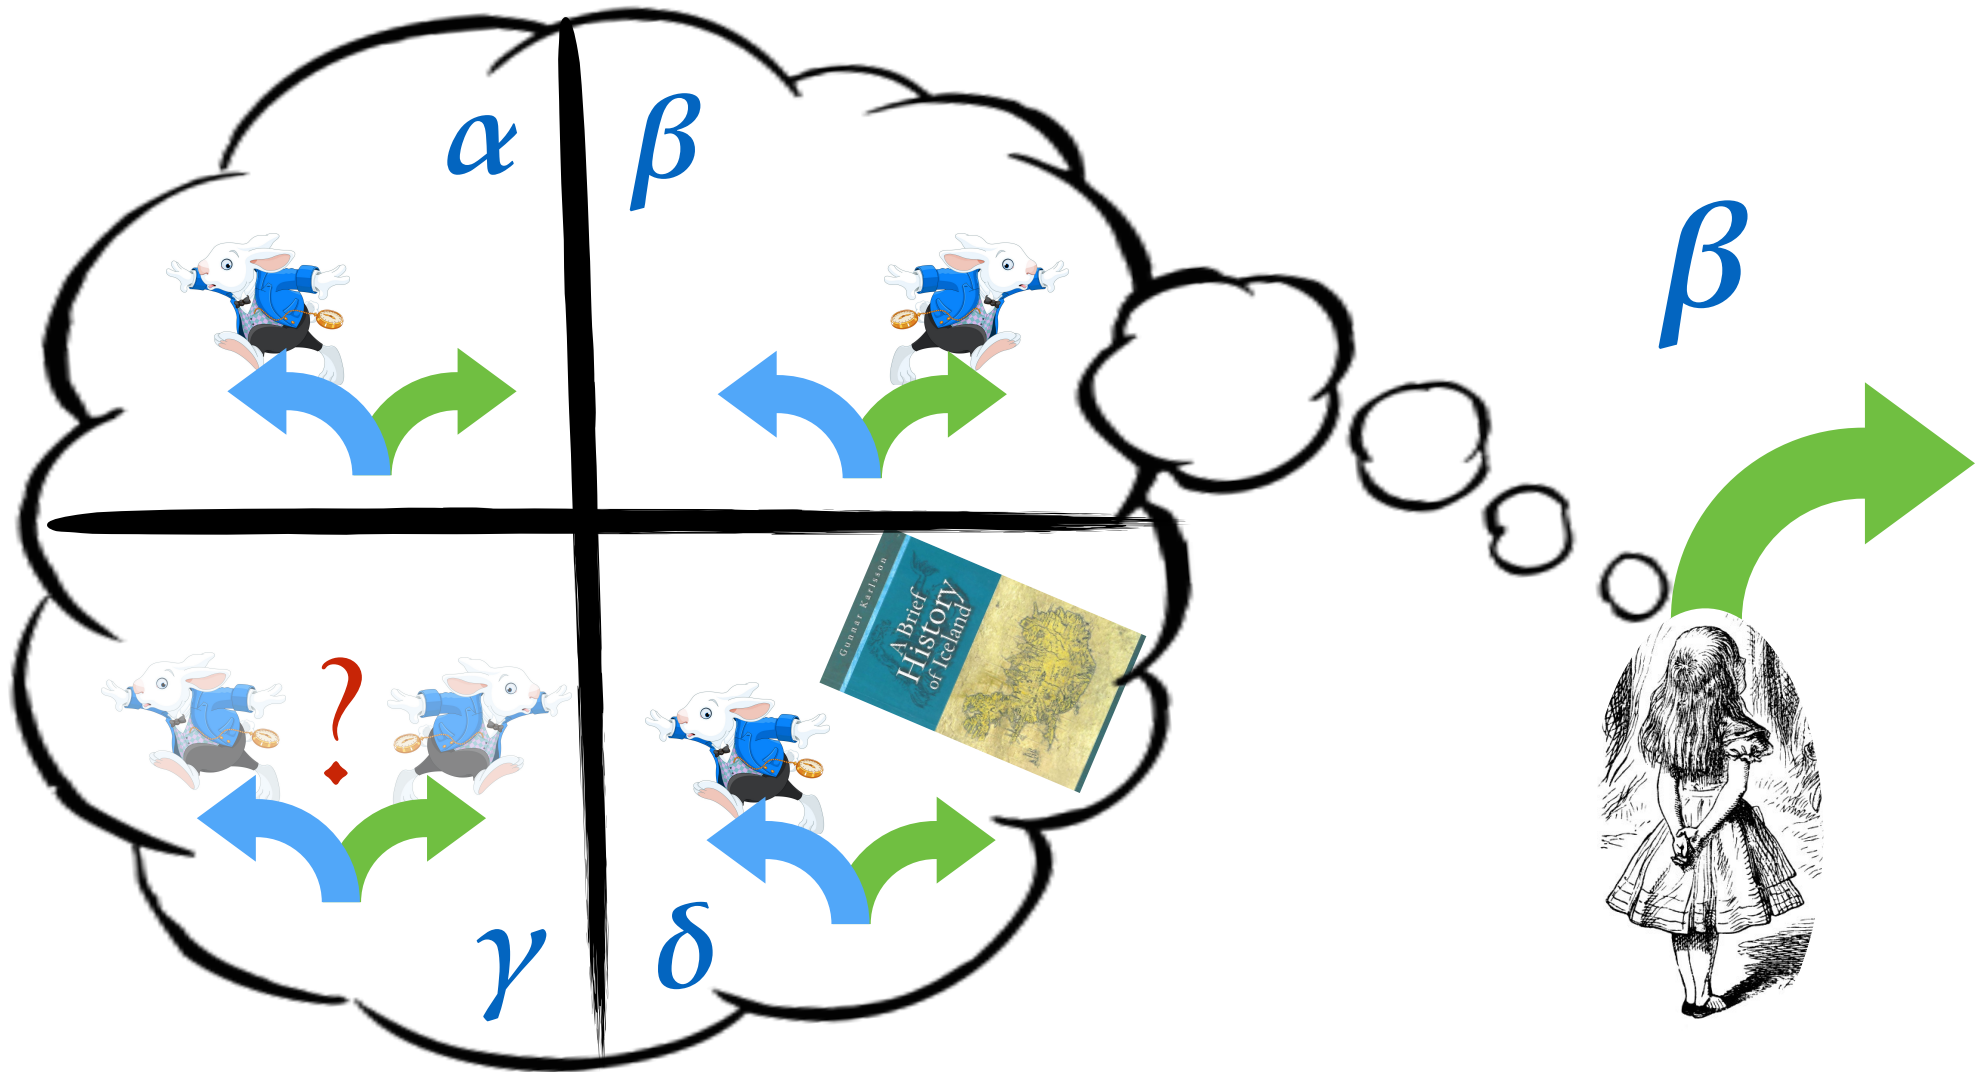 α
β
β
?
Gunnar Karlsson
A Brief
History
of Iceland
γ
δ